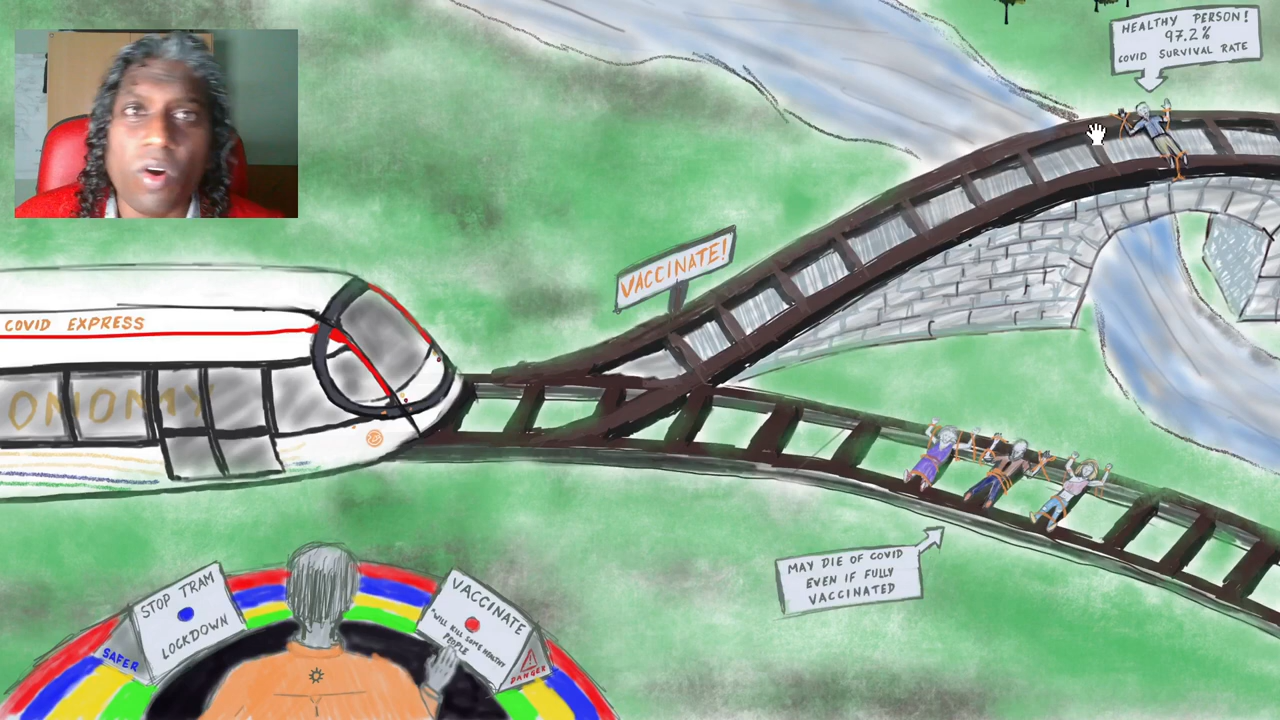 HEALTHY PERSON!
97.2%
COVID SURVIVAL RATE
VACCINATE!
COVID EXPRESS
ONOMY
MAY DIE OF COVID
EVEN IF FULLY
VACCINATED
STOP TRAM
LOCKDOWN
SAFER
VACCINATE
"WILL KILL SOME HEALTHY
PEOPLE
DANGER